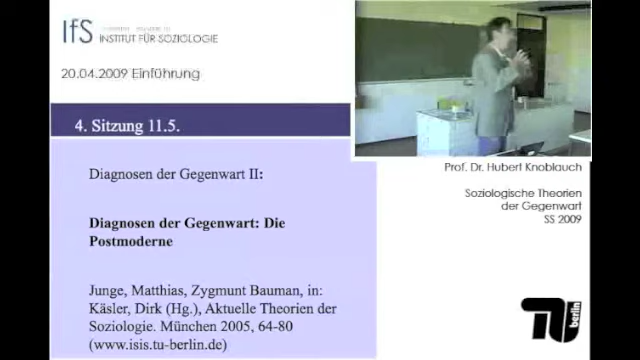 IfS
INSTITUT FÜR SOZIOLOGIE
20.04.2009 Einführung
4. Sitzung 11.5.
Diagnosen der Gegenwart II:
Diagnosen der Gegenwart: Die
Postmoderne
Junge, Matthias, Zygmunt Bauman, in:
Käsler, Dirk (Hg.), Aktuelle Theorien der
Soziologie. München 2005, 64-80
(www.isis.tu-berlin.de)
Prof. Dr. Hubert Knoblauch
Soziologische Theorien
der Gegenwart
SS 2009
TU
berlin